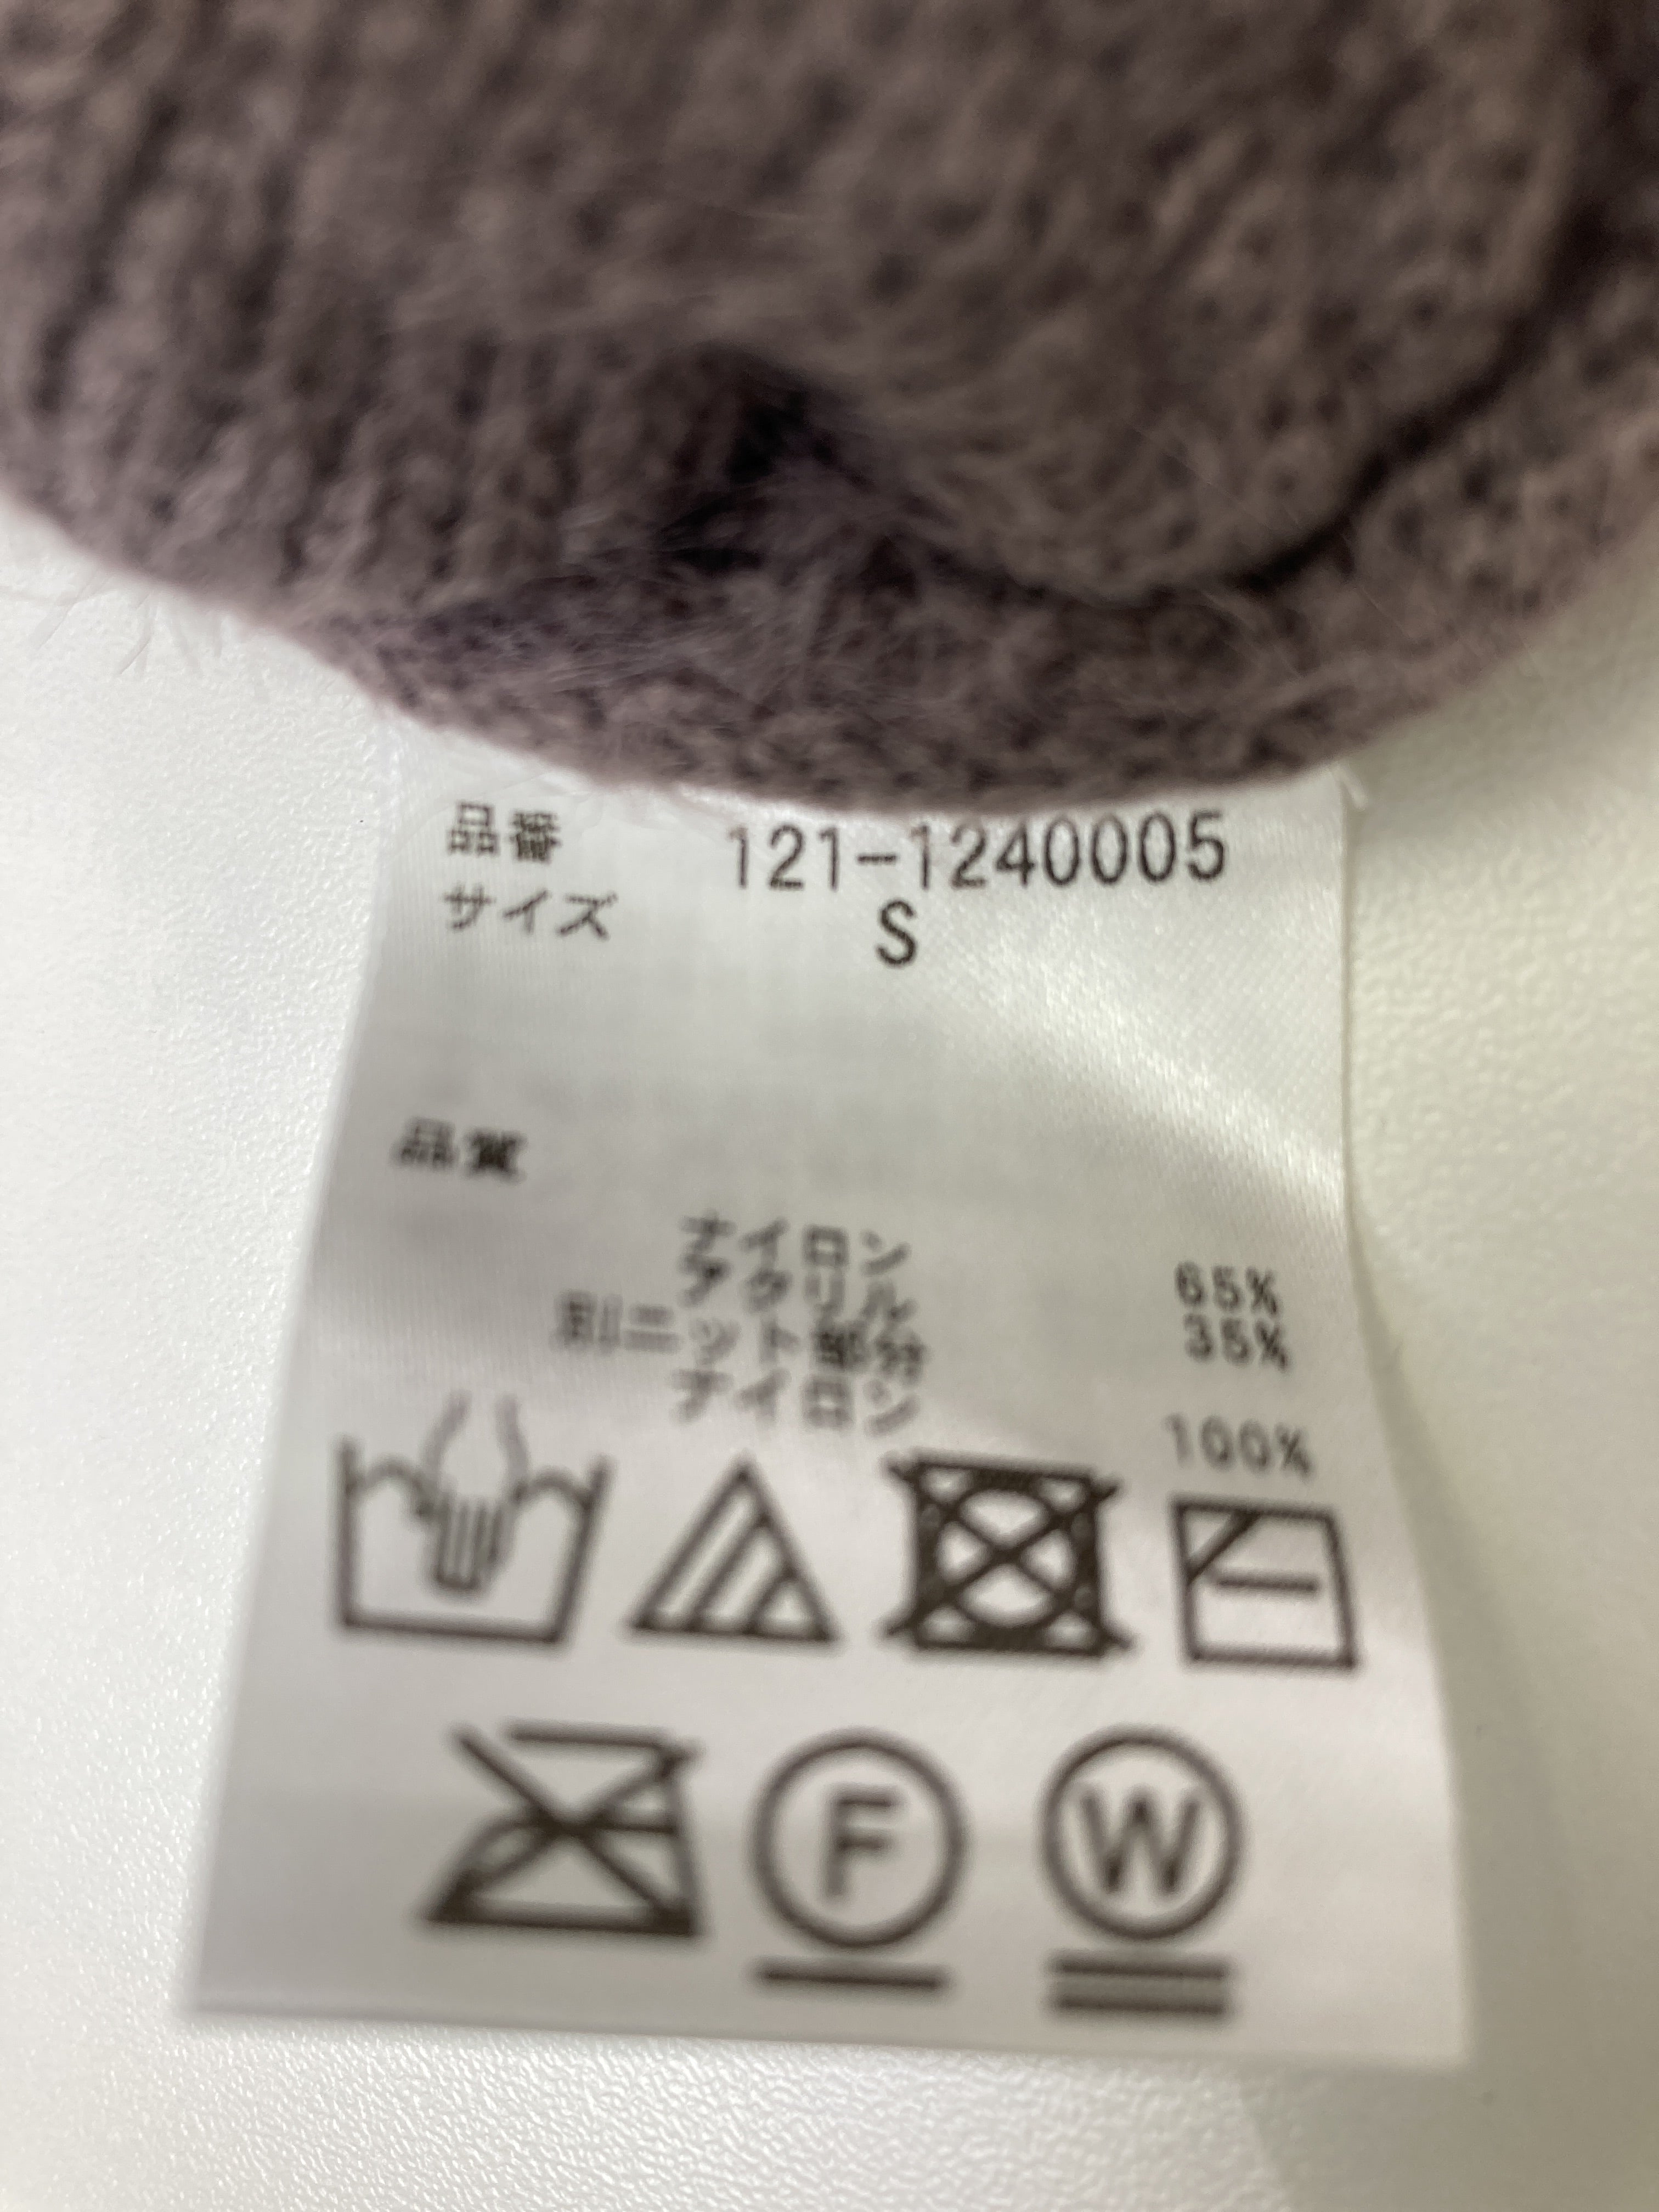 品番 121-1240005
サイズ S
品質
ナイロン 65%
アクリル 35%
別ニット部分
ナイロン 100%
F W